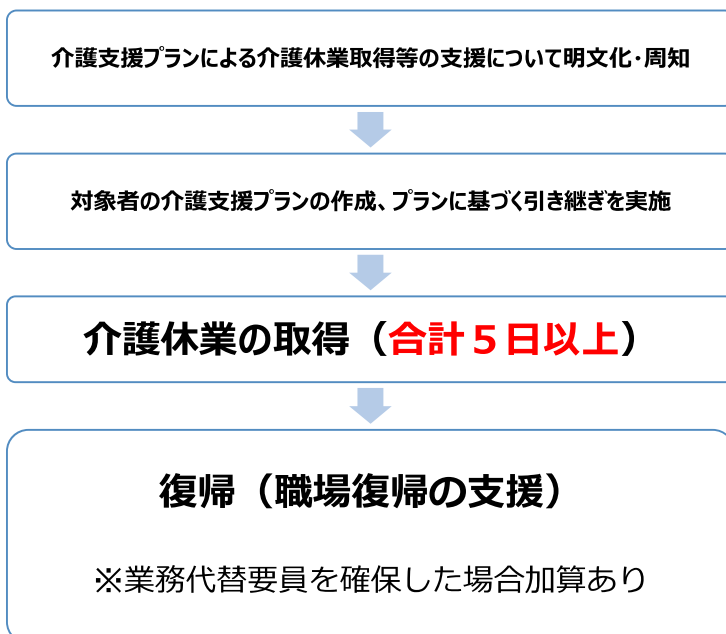 介護支援プランによる介護休業取得等の支援について明文化・周知
対象者の介護支援プランの作成、プランに基づく引き継ぎを実施
介護休業の取得（合計５日以上）
復帰（職場復帰の支援）
※業務代替要員を確保した場合加算あり